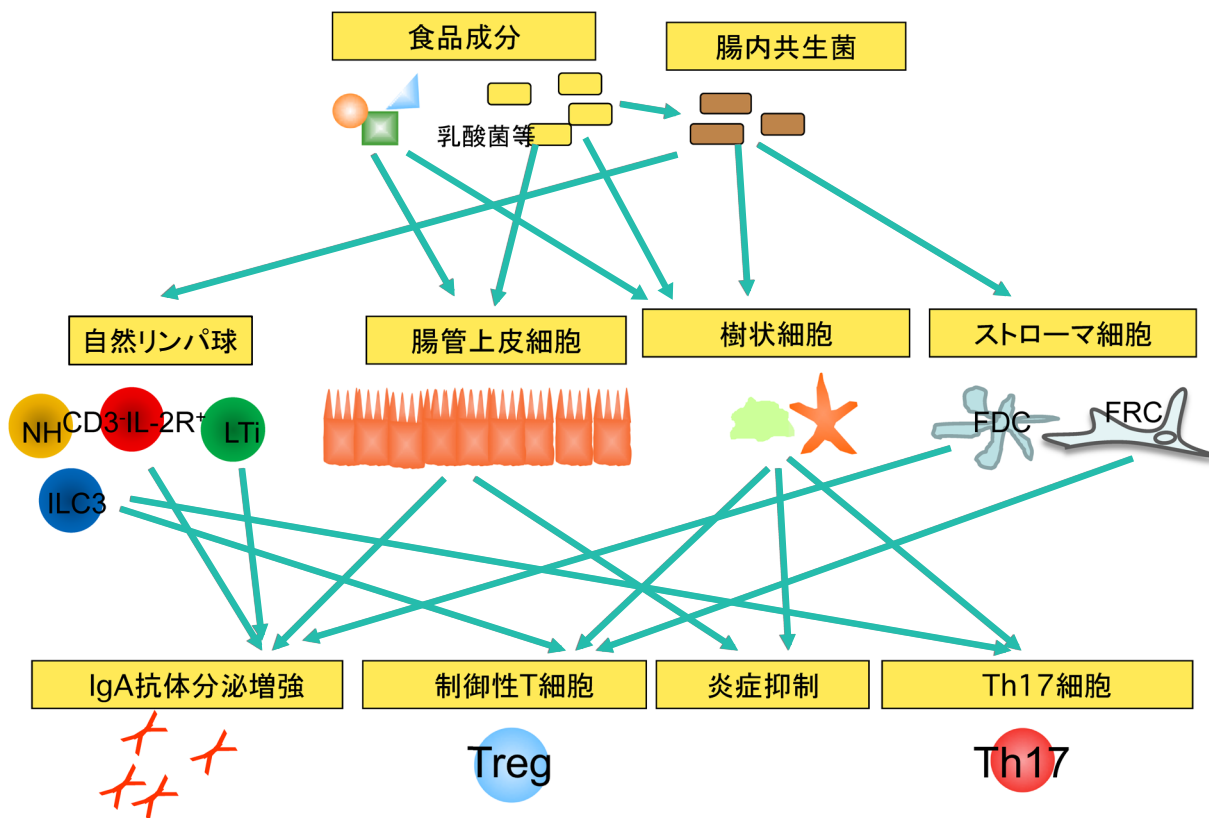 食品成分
腸内共生菌
乳酸菌等
自然リンパ球
腸管上皮細胞
樹状細胞
ストローマ細胞
NH
CD3-IL-2R+
LTi
FDC
FRC
ILC3
IgA抗体分泌増強
制御性T細胞
炎症抑制
Th17細胞
Treg
Th17